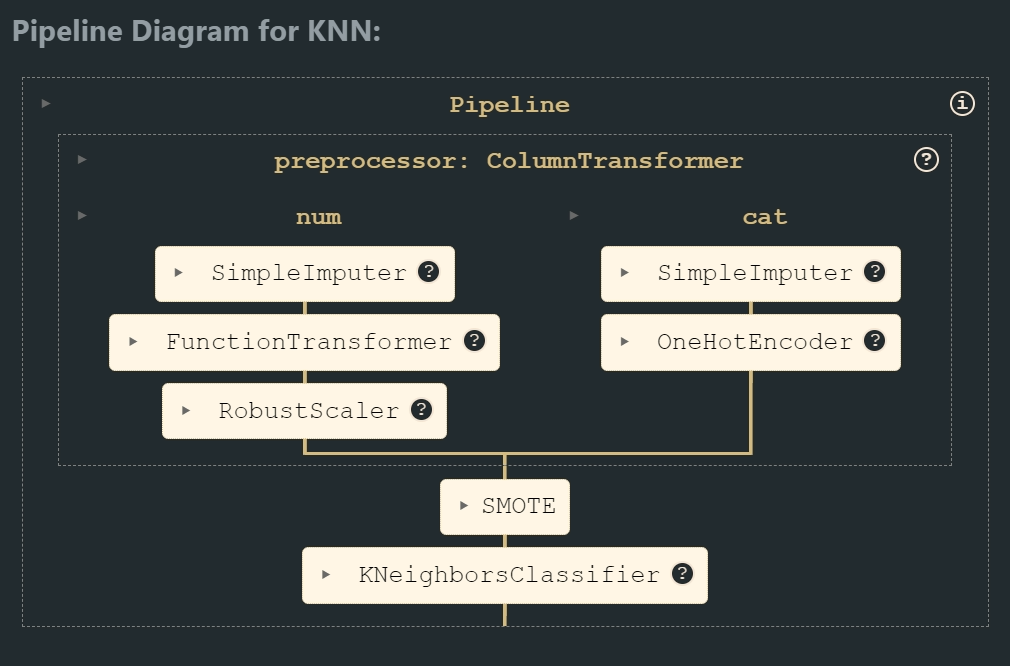 Pipeline Diagram for KNN:
Pipeline i
preprocessor: ColumnTransformer ?
num cat
SimpleImputer ? SimpleImputer ?
FunctionTransformer ? OneHotEncoder ?
RobustScaler ?
SMOTE
KNeighborsClassifier ?